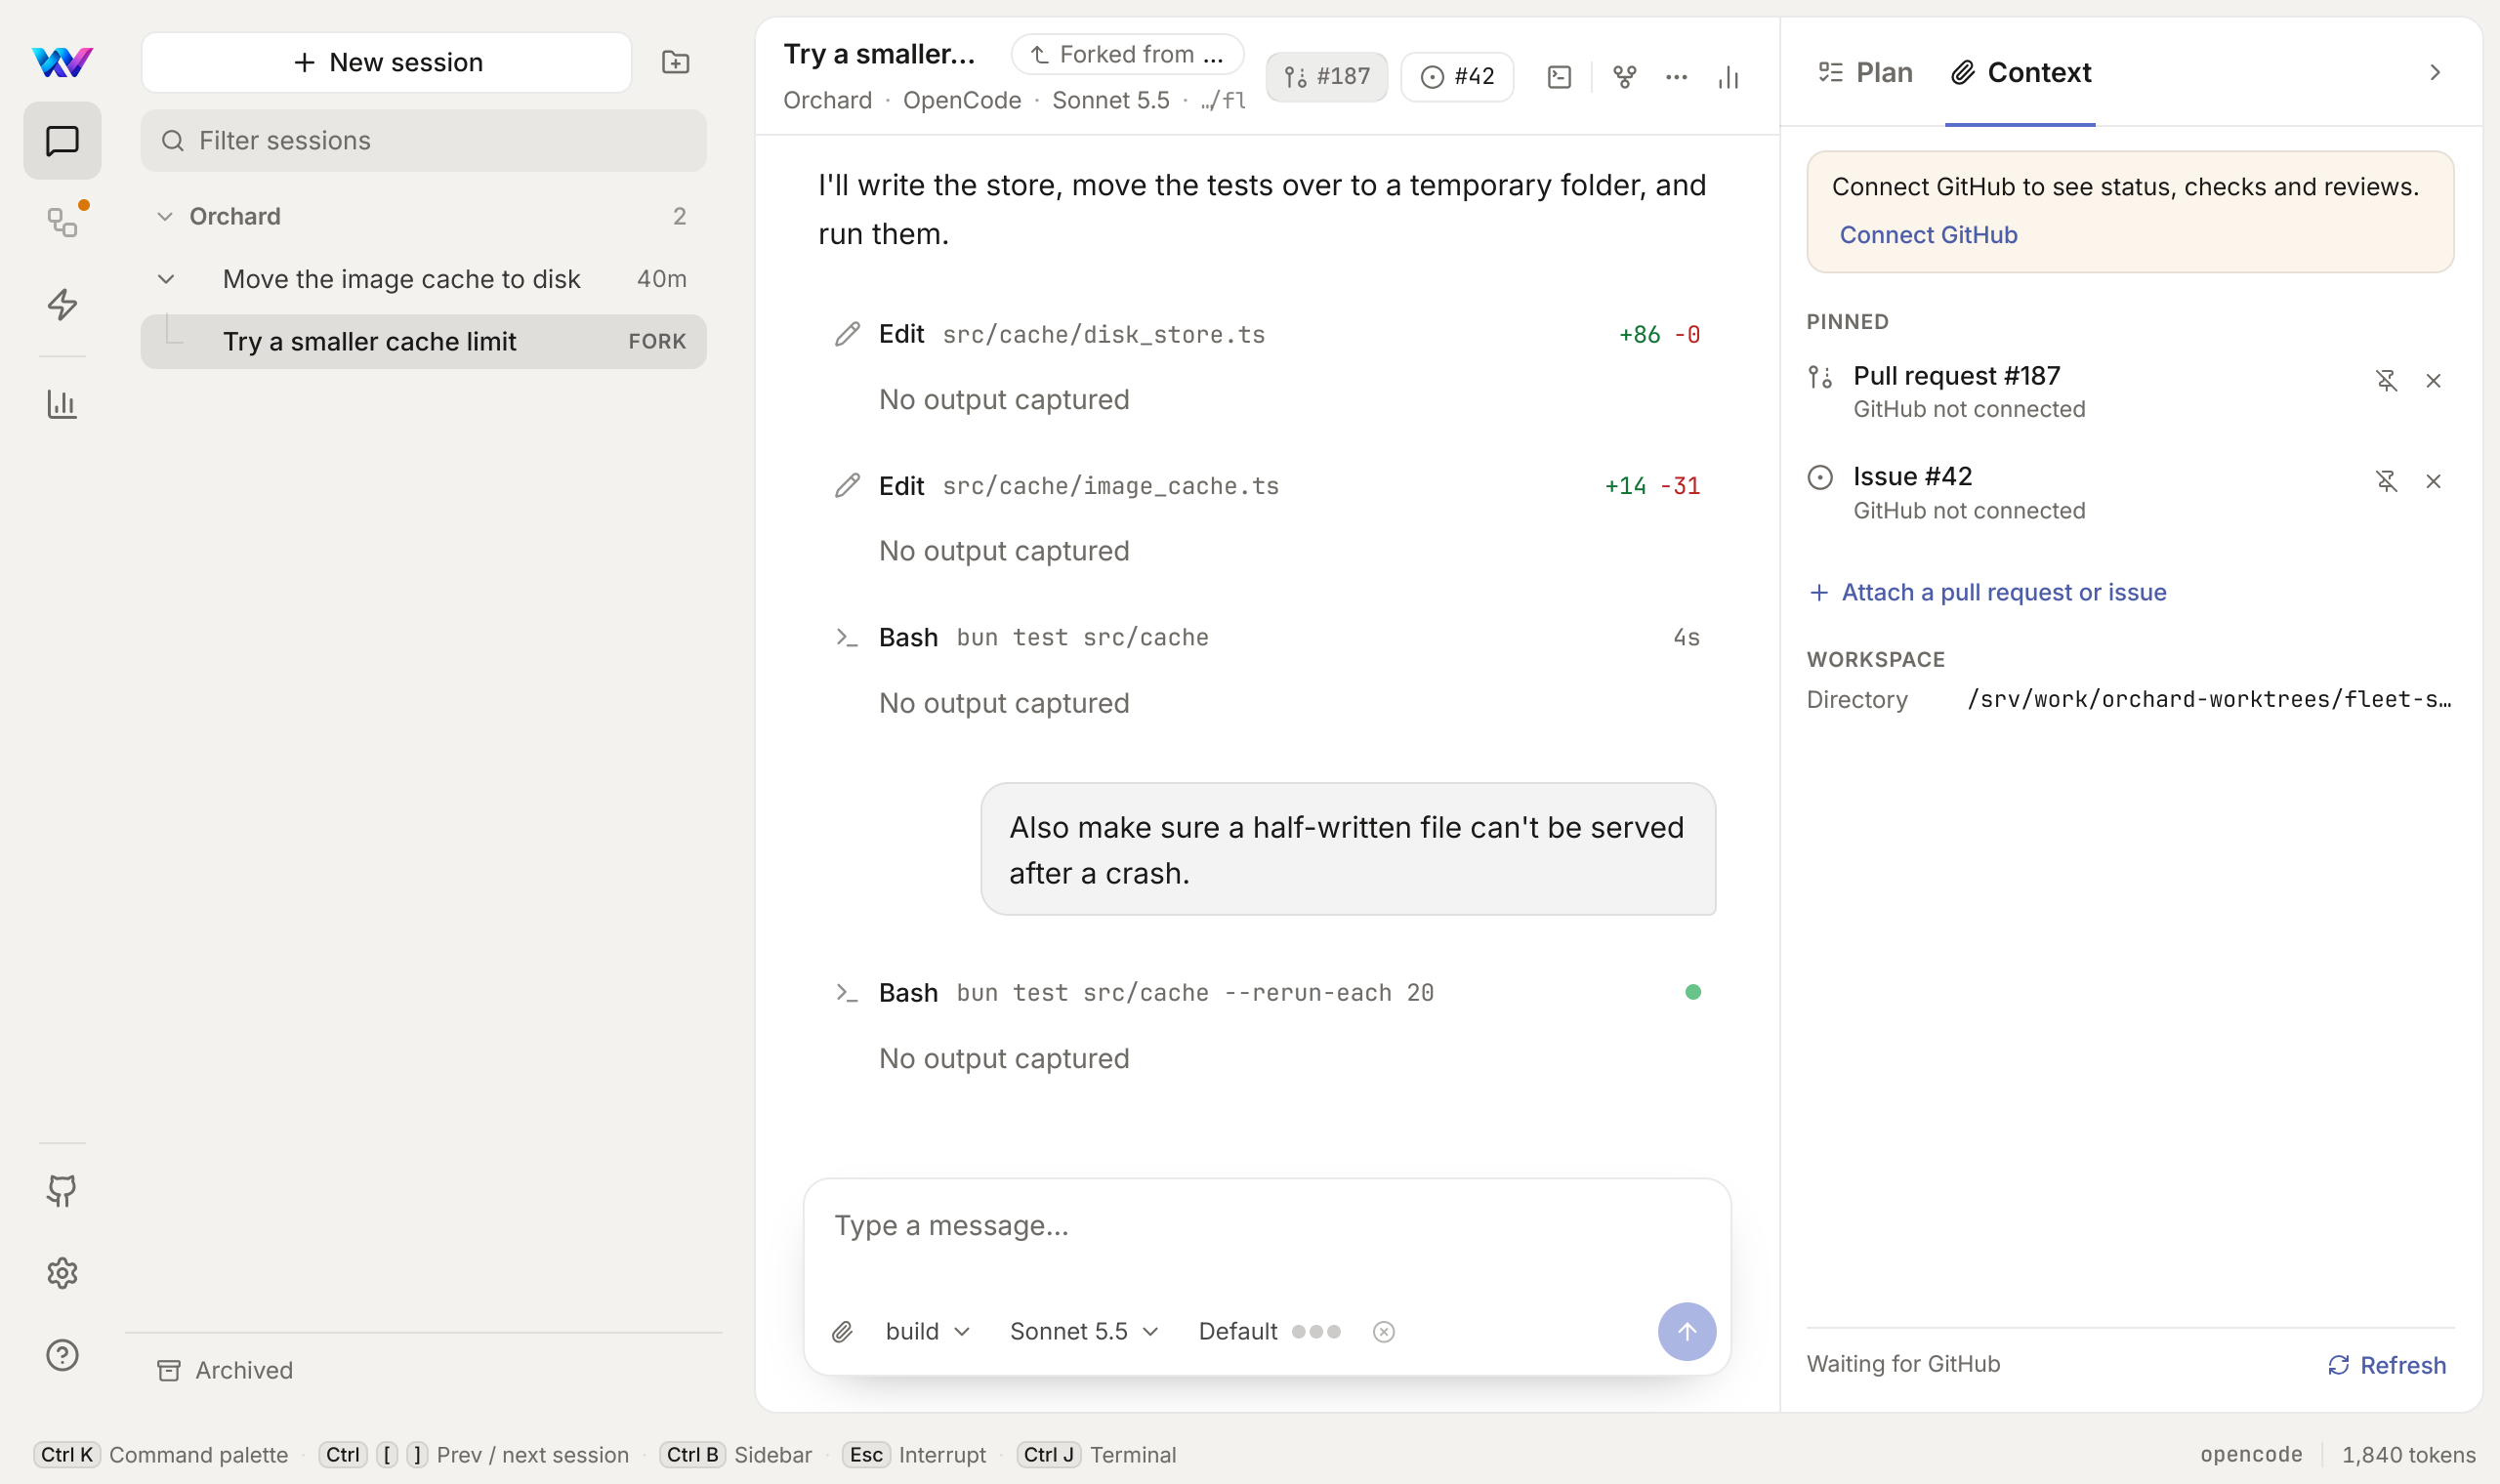 New session
Filter sessions
Orchard 2
Move the image cache to disk 40m
Try a smaller cache limit FORK
Archived
Try a smaller... Forked from ...
Orchard · OpenCode · Sonnet 5.5 · …/fl
#187
#42
I'll write the store, move the tests over to a temporary folder, and
run them.
Edit src/cache/disk_store.ts +86 -0
No output captured
Edit src/cache/image_cache.ts +14 -31
No output captured
Bash bun test src/cache 4s
No output captured
Also make sure a half-written file can't be served
after a crash.
Bash bun test src/cache --rerun-each 20
No output captured
Type a message...
build Sonnet 5.5 Default
Plan Context
Connect GitHub to see status, checks and reviews.
Connect GitHub
PINNED
Pull request #187
GitHub not connected
Issue #42
GitHub not connected
Attach a pull request or issue
WORKSPACE
Directory /srv/work/orchard-worktrees/fleet-s…
Waiting for GitHub Refresh
Ctrl K Command palette · Ctrl [ ] Prev / next session · Ctrl B Sidebar · Esc Interrupt · Ctrl J Terminal
opencode 1,840 tokens